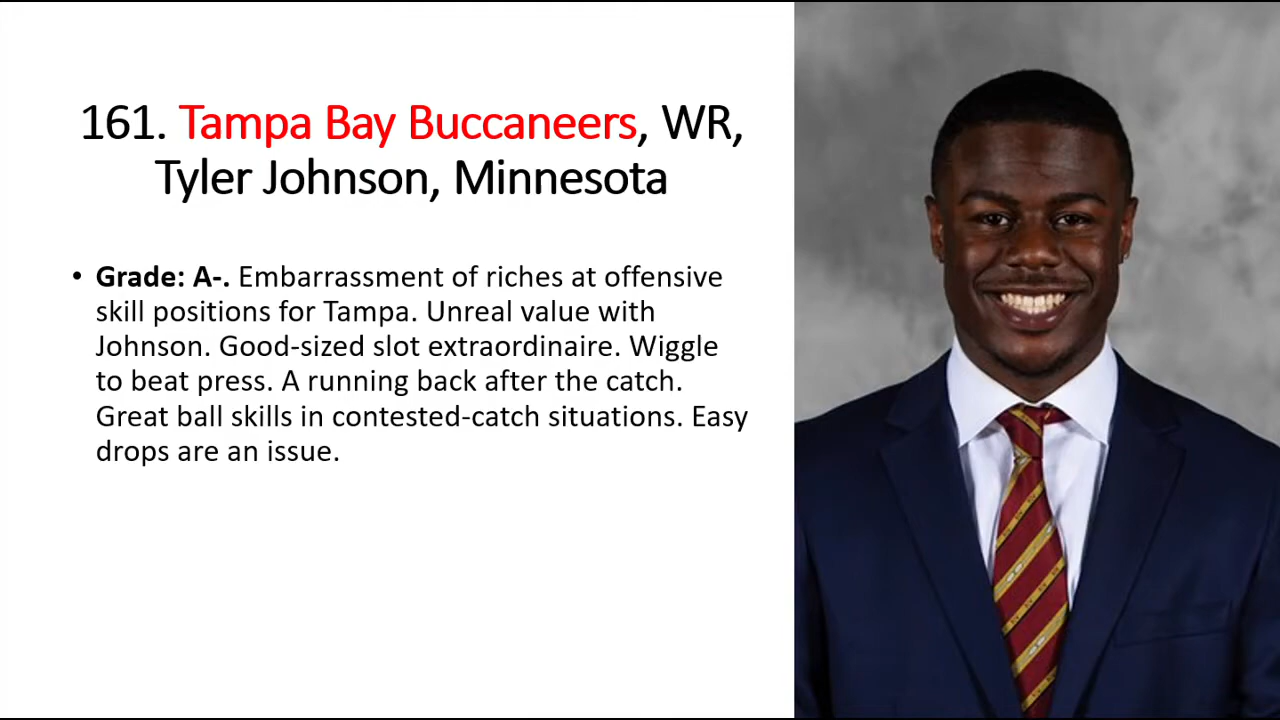 161. Tampa Bay Buccaneers, WR,
Tyler Johnson, Minnesota
• Grade: A-. Embarrassment of riches at offensive
skill positions for Tampa. Unreal value with
Johnson. Good-sized slot extraordinaire. Wiggle
to beat press. A running back after the catch.
Great ball skills in contested-catch situations. Easy
drops are an issue.